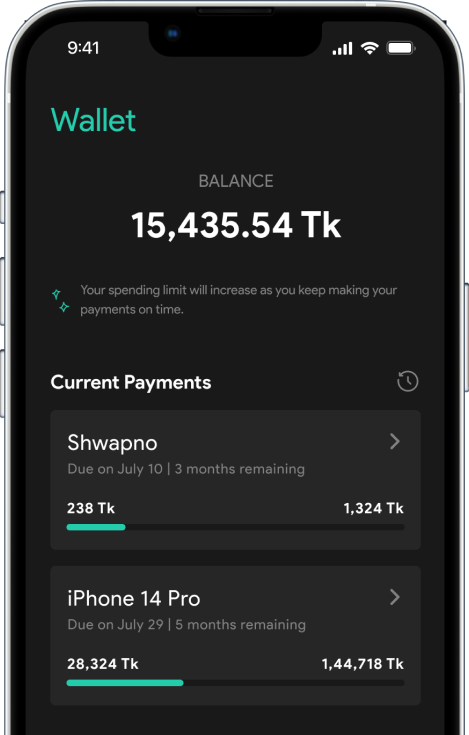 9:41
Wallet
BALANCE
15,435.54 Tk
Your spending limit will increase as you keep making your
payments on time.
Current Payments
Shwapno
Due on July 10 | 3 months remaining
238 Tk 1,324 Tk
iPhone 14 Pro
Due on July 29 | 5 months remaining
28,324 Tk 1,44,718 Tk